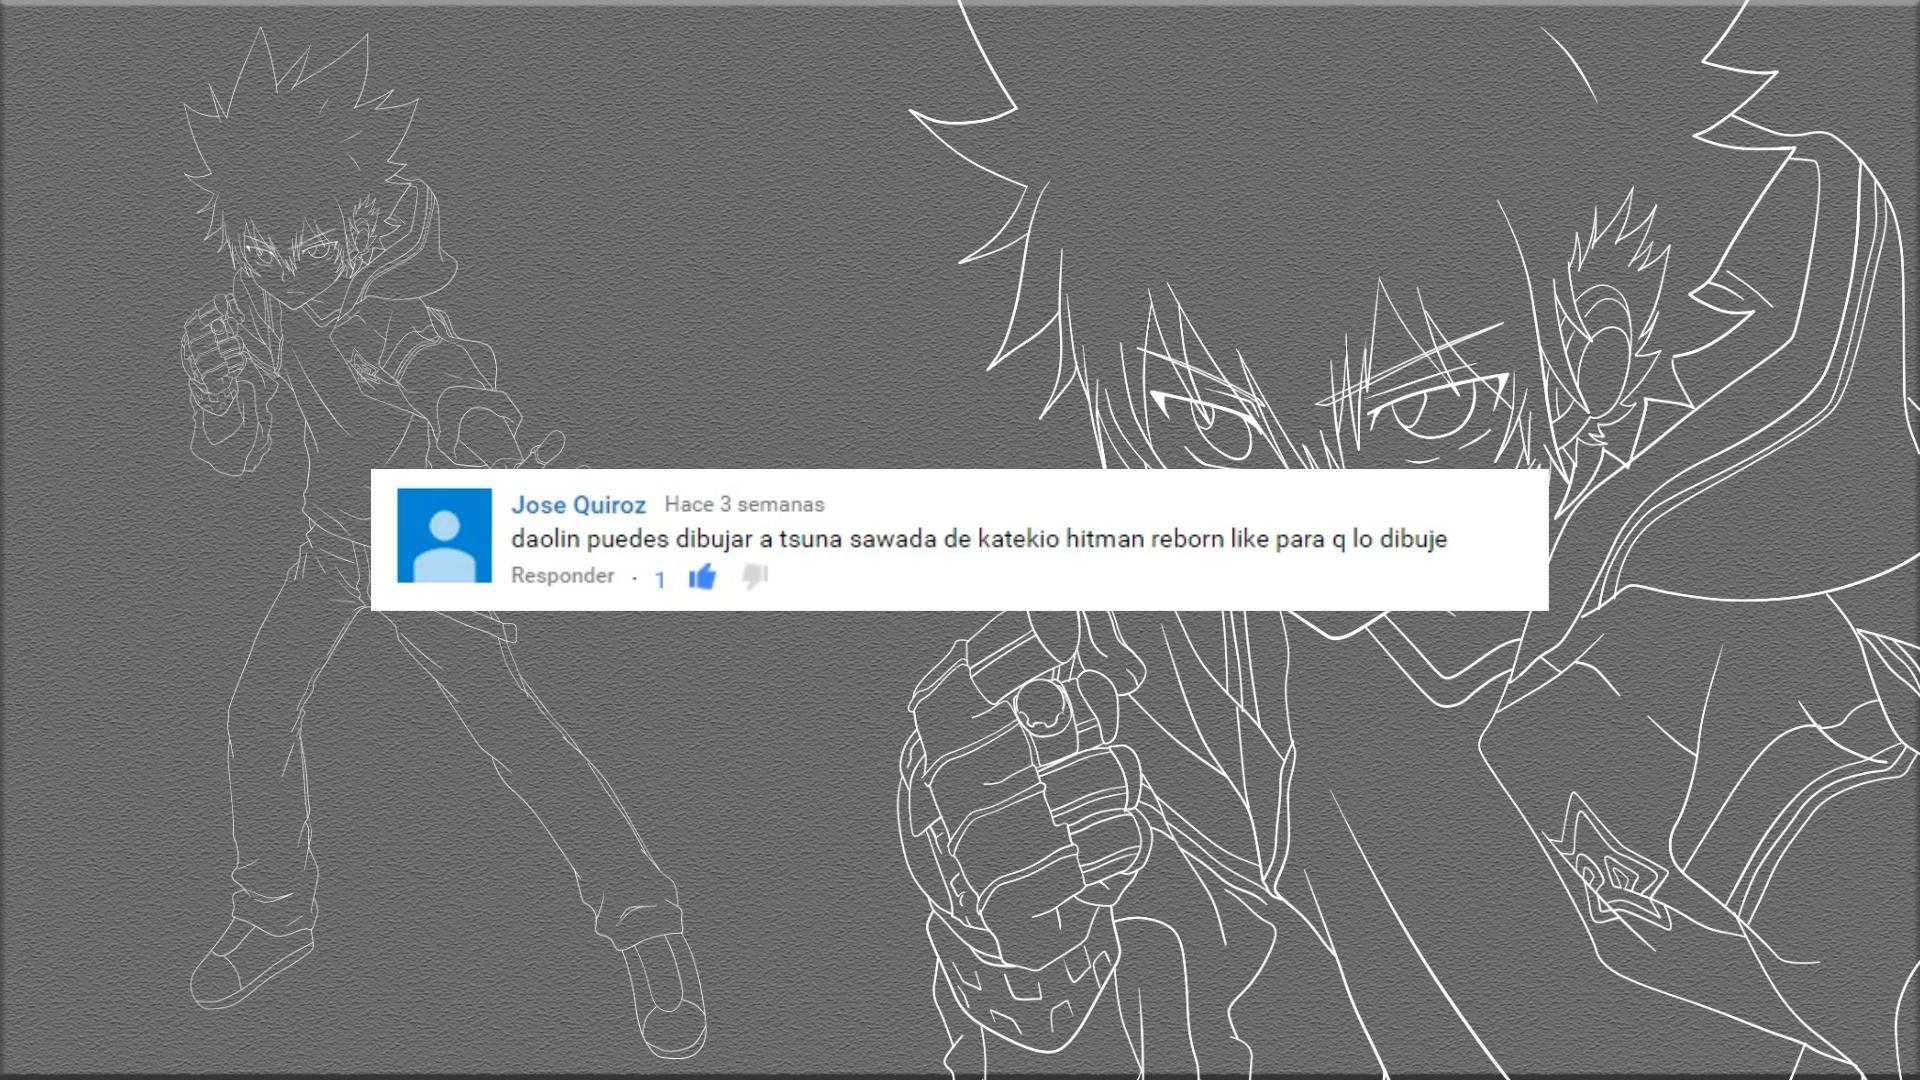 Jose Quiroz Hace 3 semanas
daolin puedes dibujar a tsuna sawada de katekio hitman reborn like para q lo dibuje
Responder · 1